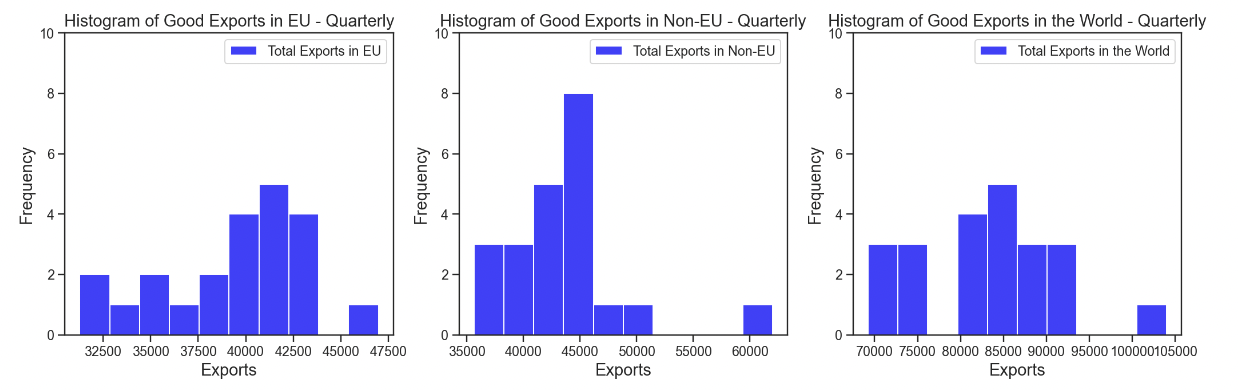 Histogram of Good Exports in EU - Quarterly
Total Exports in EU
10
8
6
4
2
0
Frequency
32500 35000 37500 40000 42500 45000 47500
Exports
Histogram of Good Exports in Non-EU - Quarterly
Total Exports in Non-EU
10
8
6
4
2
0
Frequency
35000 40000 45000 50000 55000 60000
Exports
Histogram of Good Exports in the World - Quarterly
Total Exports in the World
10
8
6
4
2
0
Frequency
70000 75000 80000 85000 90000 95000 100000 105000
Exports